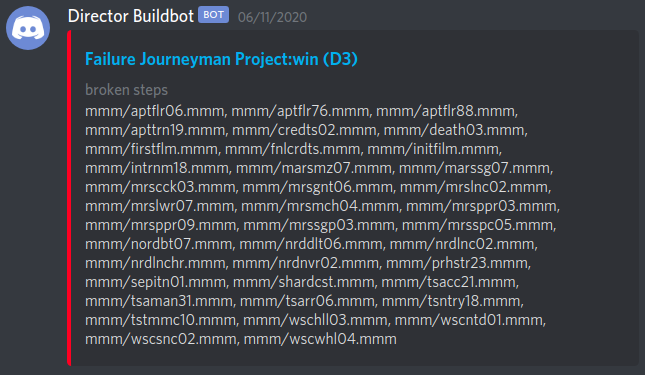 Director Buildbot BOT 06/11/2020
Failure Journeyman Project:win (D3)
broken steps
mmm/aptflr06.mmm, mmm/aptflr76.mmm, mmm/aptflr88.mmm,
mmm/apttrn19.mmm, mmm/credts02.mmm, mmm/death03.mmm,
mmm/firstflm.mmm, mmm/fnlcrdts.mmm, mmm/initfilm.mmm,
mmm/intrnm18.mmm, mmm/marsmz07.mmm, mmm/marssg07.mmm,
mmm/mrscck03.mmm, mmm/mrsgnt06.mmm, mmm/mrslnc02.mmm,
mmm/mrslwr07.mmm, mmm/mrsmch04.mmm, mmm/mrsppr03.mmm,
mmm/mrsppr09.mmm, mmm/mrssgp03.mmm, mmm/mrsspc05.mmm,
mmm/nordbt07.mmm, mmm/nrddlt06.mmm, mmm/nrdlnc02.mmm,
mmm/nrdlnchr.mmm, mmm/nrdnvr02.mmm, mmm/prhstr23.mmm,
mmm/sepitn01.mmm, mmm/shardcst.mmm, mmm/tsacc21.mmm,
mmm/tsaman31.mmm, mmm/tsarr06.mmm, mmm/tsntry18.mmm,
mmm/tstmmc10.mmm, mmm/wschll03.mmm, mmm/wscntd01.mmm,
mmm/wscsnc02.mmm, mmm/wscwhl04.mmm